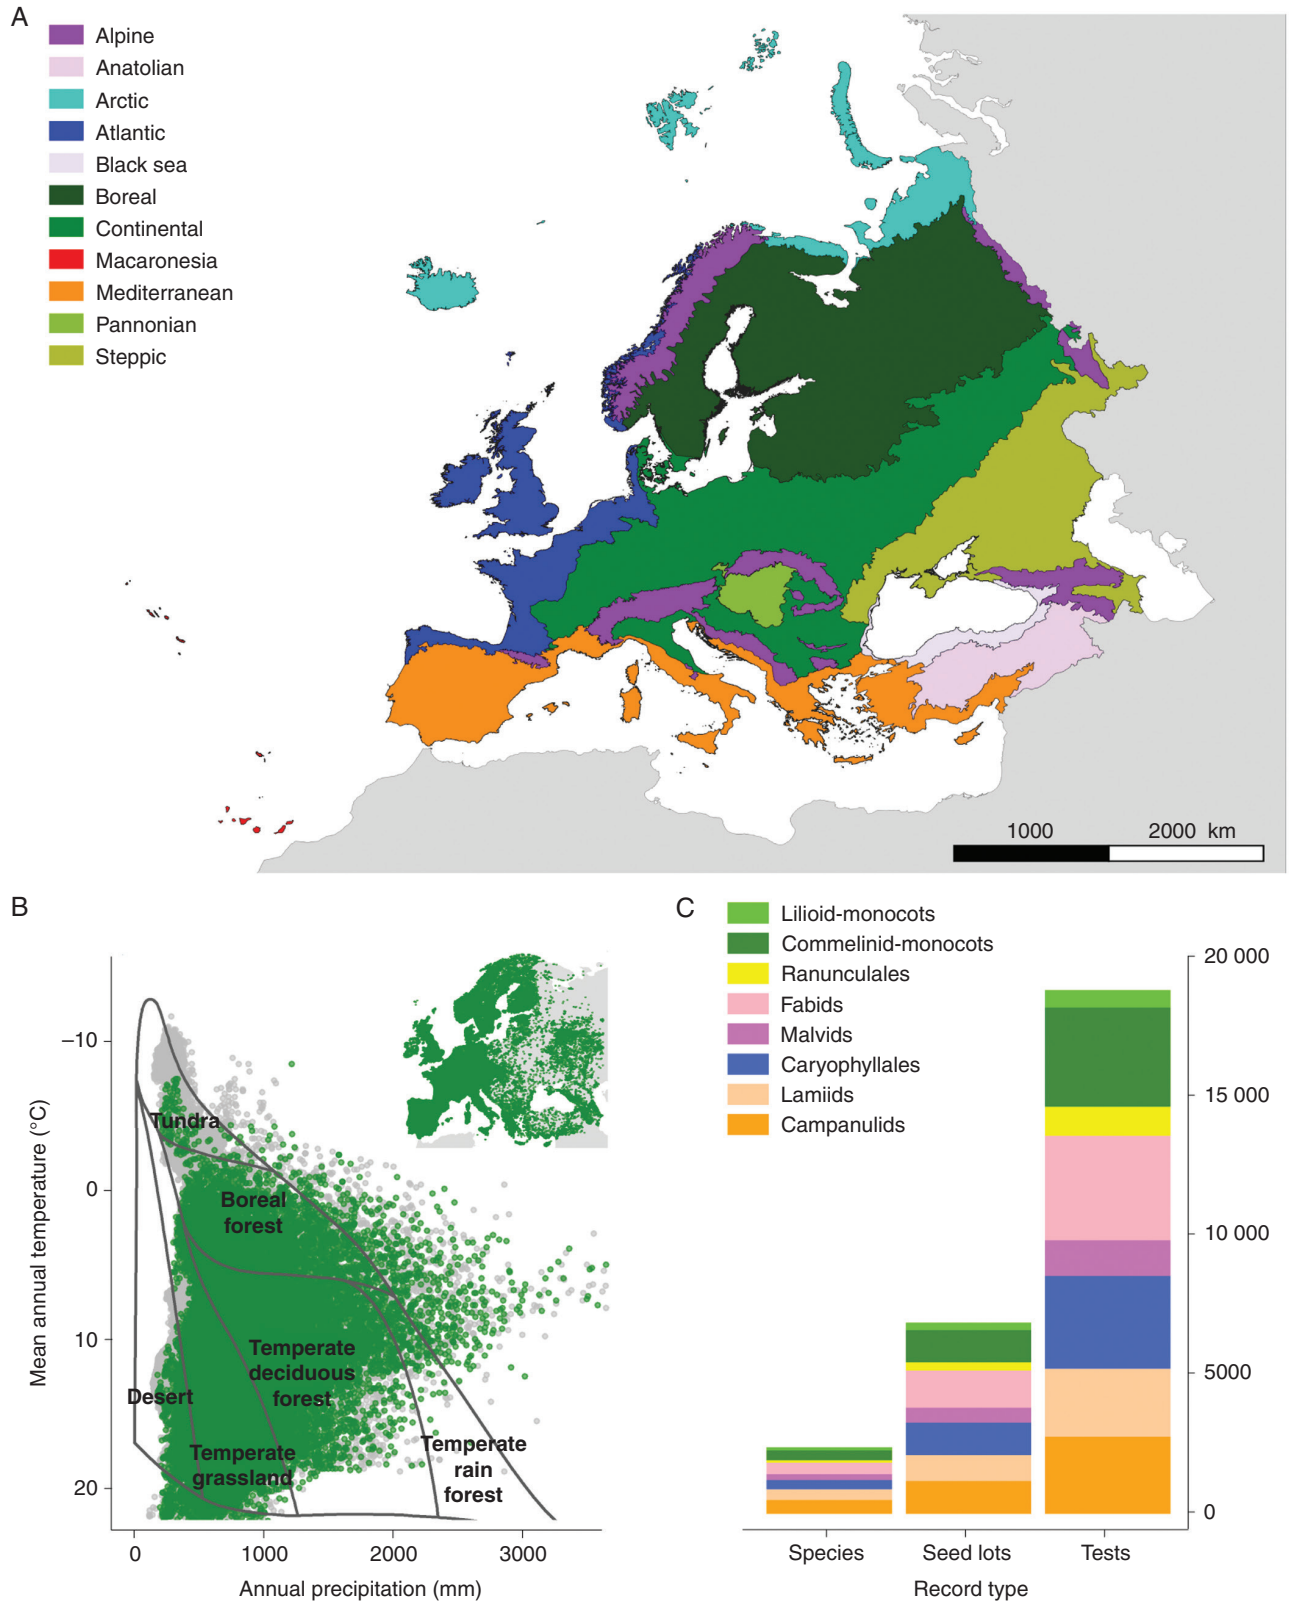 A
Alpine
Anatolian
Arctic
Atlantic
Black sea
Boreal
Continental
Macaronesia
Mediterranean
Pannonian
Steppic
1000 2000 km
B
−10
0
10
20
Mean annual temperature (°C)
Tundra
Boreal
forest
Temperate
deciduous
forest
Desert
Temperate
grassland
Temperate
rain
forest
0 1000 2000 3000
Annual precipitation (mm)
C
Lilioid-monocots
Commelinid-monocots
Ranunculales
Fabids
Malvids
Caryophyllales
Lamiids
Campanulids
20 000
15 000
10 000
5000
0
Species Seed lots Tests
Record type